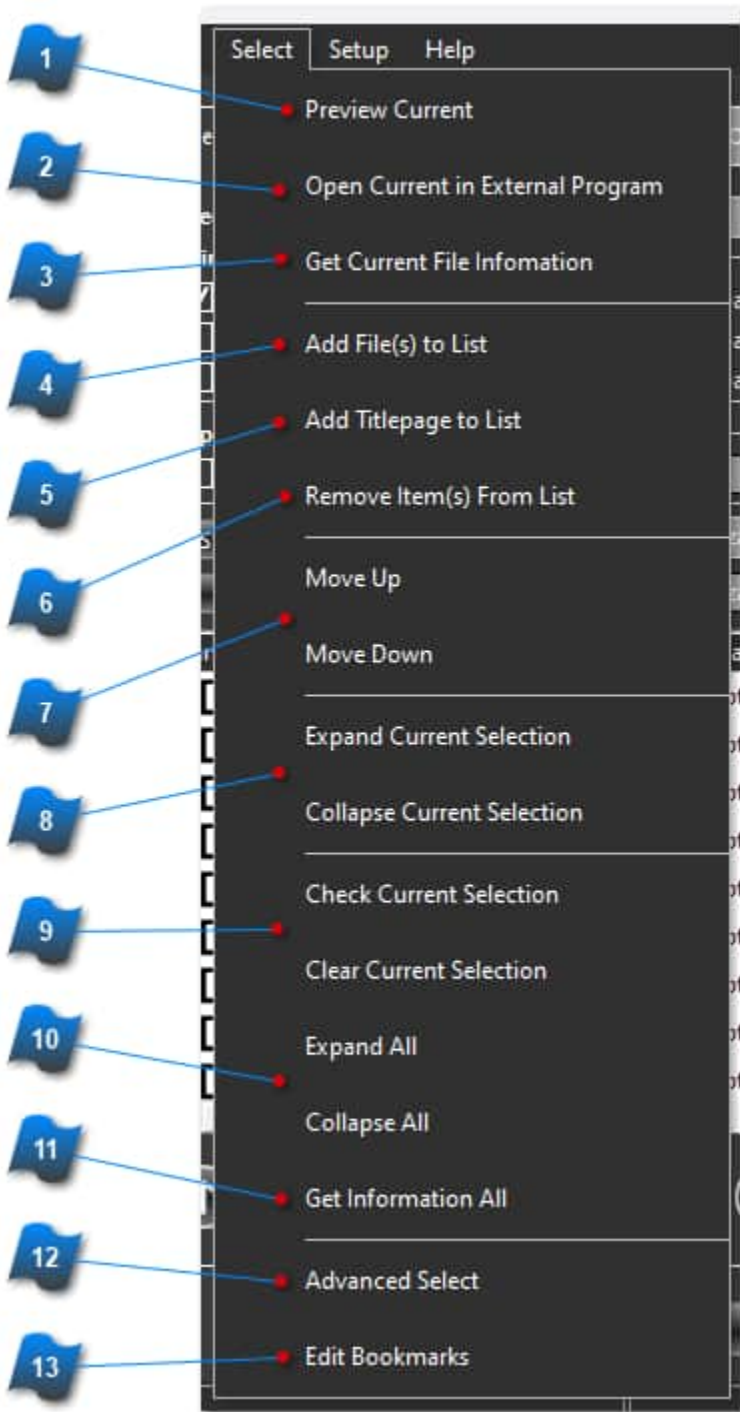 Select Setup Help
1
Preview Current
2
Open Current in External Program
3
Get Current File Infomation
4
Add File(s) to List
5
Add Titlepage to List
6
Remove Item(s) From List
7
Move Up
Move Down
8
Expand Current Selection
Collapse Current Selection
9
Check Current Selection
Clear Current Selection
10
Expand All
Collapse All
11
Get Information All
12
Advanced Select
13
Edit Bookmarks